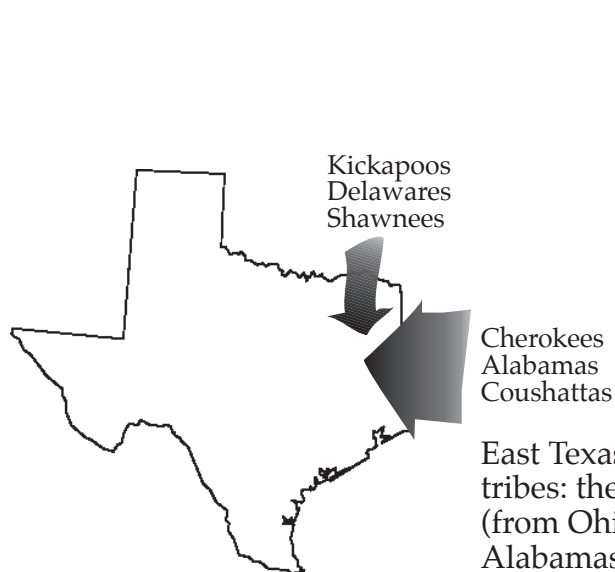 Kickapoos
Delawares
Shawnees
Cherokees
Alabamas
Coushattas
East Texas
tribes: the
(from Ohi
Alabamas